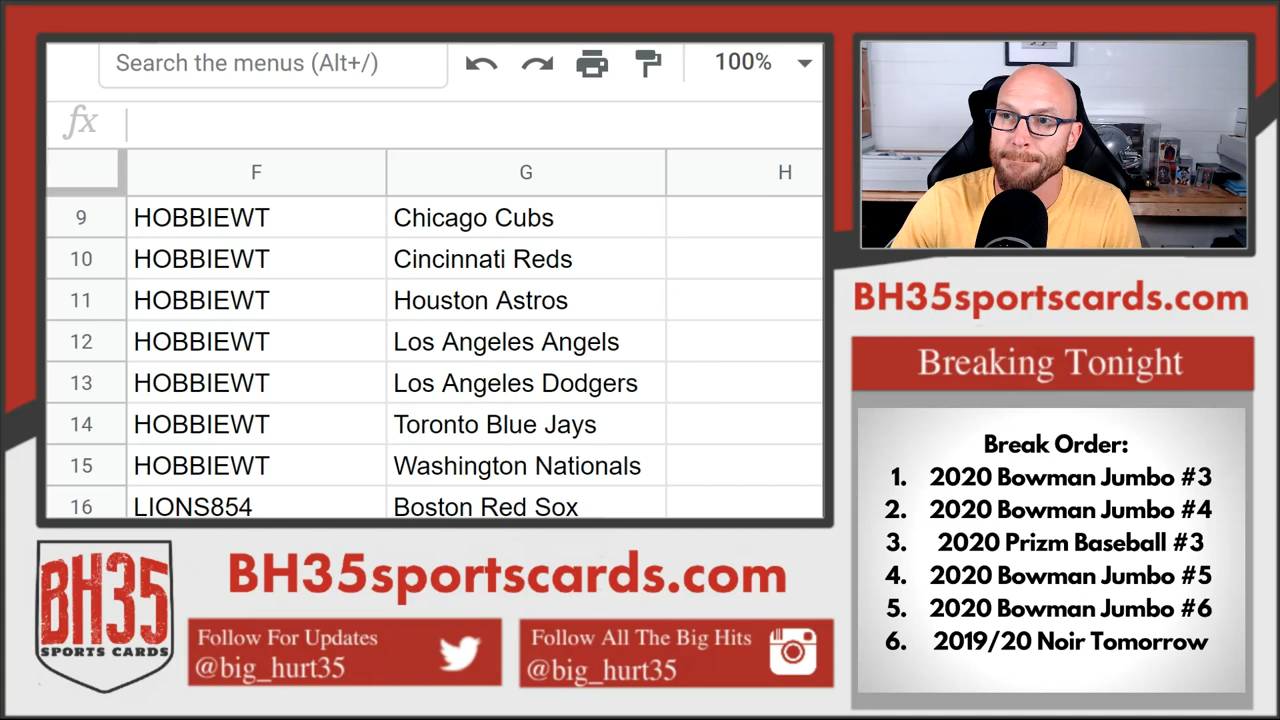 Search the menus (Alt+/)
100%
fx
F G H
9 HOBBIEWT Chicago Cubs
10 HOBBIEWT Cincinnati Reds
11 HOBBIEWT Houston Astros
12 HOBBIEWT Los Angeles Angels
13 HOBBIEWT Los Angeles Dodgers
14 HOBBIEWT Toronto Blue Jays
15 HOBBIEWT Washington Nationals
16 LIONS854 Boston Red Sox
BH35sportscards.com
Breaking Tonight
Break Order:
1. 2020 Bowman Jumbo #3
2. 2020 Bowman Jumbo #4
3. 2020 Prizm Baseball #3
4. 2020 Bowman Jumbo #5
5. 2020 Bowman Jumbo #6
6. 2019/20 Noir Tomorrow
BH35
SPORTS CARDS
BH35sportscards.com
Follow For Updates
@big_hurt35
Follow All The Big Hits
@big_hurt35